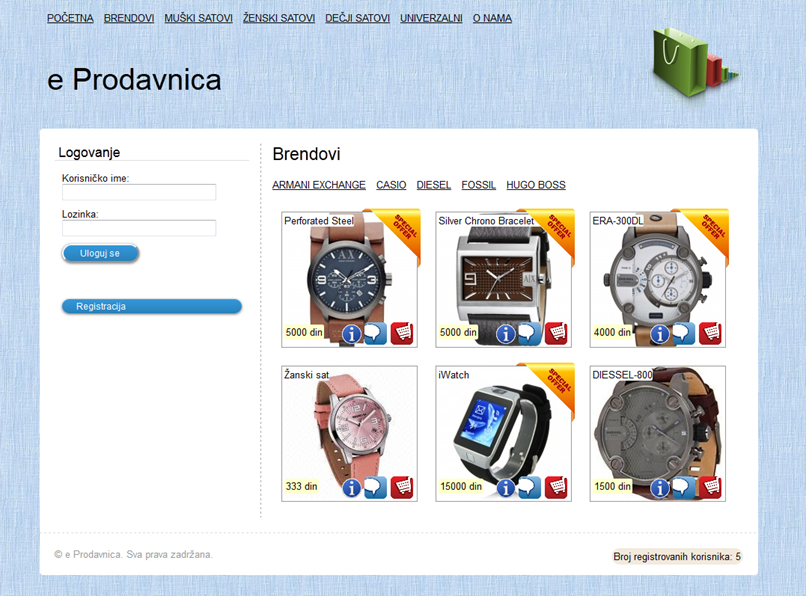 POČETNA BRENDOVI MUŠKI SATOVI ŽENSKI SATOVI DEČJI SATOVI UNIVERZALNI O NAMA
e Prodavnica
Logovanje
Korisničko ime:
Lozinka:
Uloguj se
Registracija
Brendovi
ARMANI EXCHANGE CASIO DIESEL FOSSIL HUGO BOSS
Perforated Steel
SPECIAL OFFER
AX
5000 din
Silver Chrono Bracelet
SPECIAL OFFER
5000 din
ERA-300DL
SPECIAL OFFER
4000 din
Žanski sat
333 din
iWatch
SPECIAL OFFER
15000 din
DIESSEL-800
1500 din
© e Prodavnica. Sva prava zadržana.
Broj registrovanih korisnika: 5